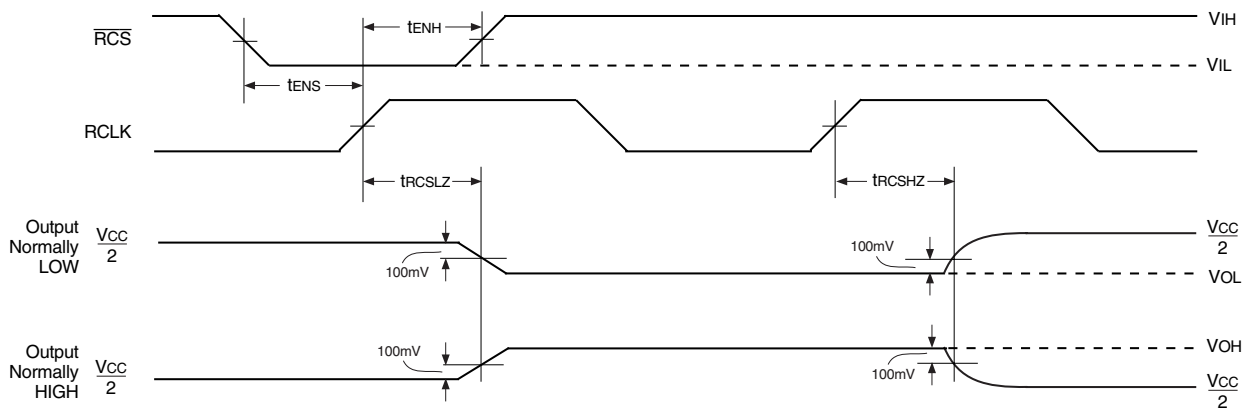 RCS
tENH
VIH
VIL
tENS
RCLK
tRCSLZ
tRCSHZ
Output
Normally
LOW
VCC
2
100mV
100mV
VCC
2
VOL
Output
Normally
HIGH
VCC
2
100mV
100mV
VOH
VCC
2